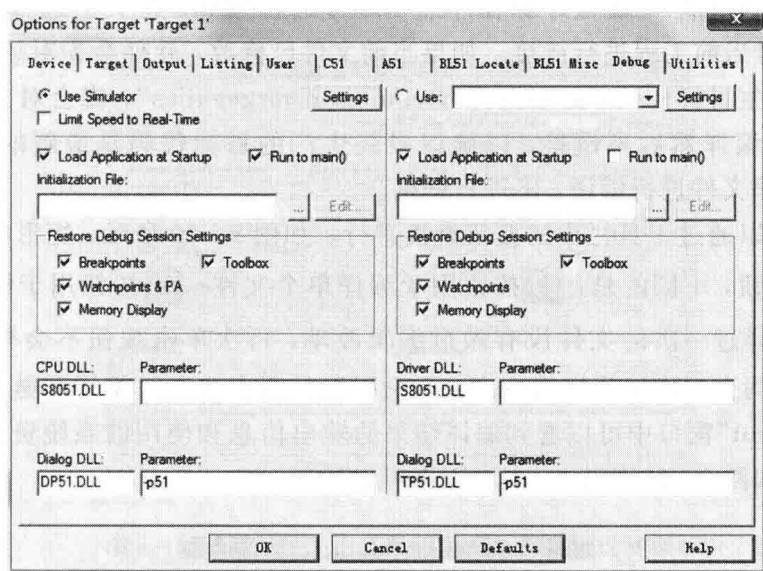 Options for Target 'Target 1'
Device Target Output Listing User C51 A51 BL51 Locate BL51 Misc Debug Utilities
Use Simulator Settings Use: Settings
Limit Speed to Real-Time
Load Application at Startup Run to main() Load Application at Startup Run to main()
Initialization File: Initialization File:
... Edit... ... Edit...
Restore Debug Session Settings Restore Debug Session Settings
Breakpoints Toolbox Breakpoints Toolbox
Watchpoints & PA Watchpoints
Memory Display Memory Display
CPU DLL: Parameter: Driver DLL: Parameter:
S8051.DLL S8051.DLL
Dialog DLL: Parameter: Dialog DLL: Parameter:
DP51.DLL -p51 TP51.DLL -p51
OK Cancel Defaults Help